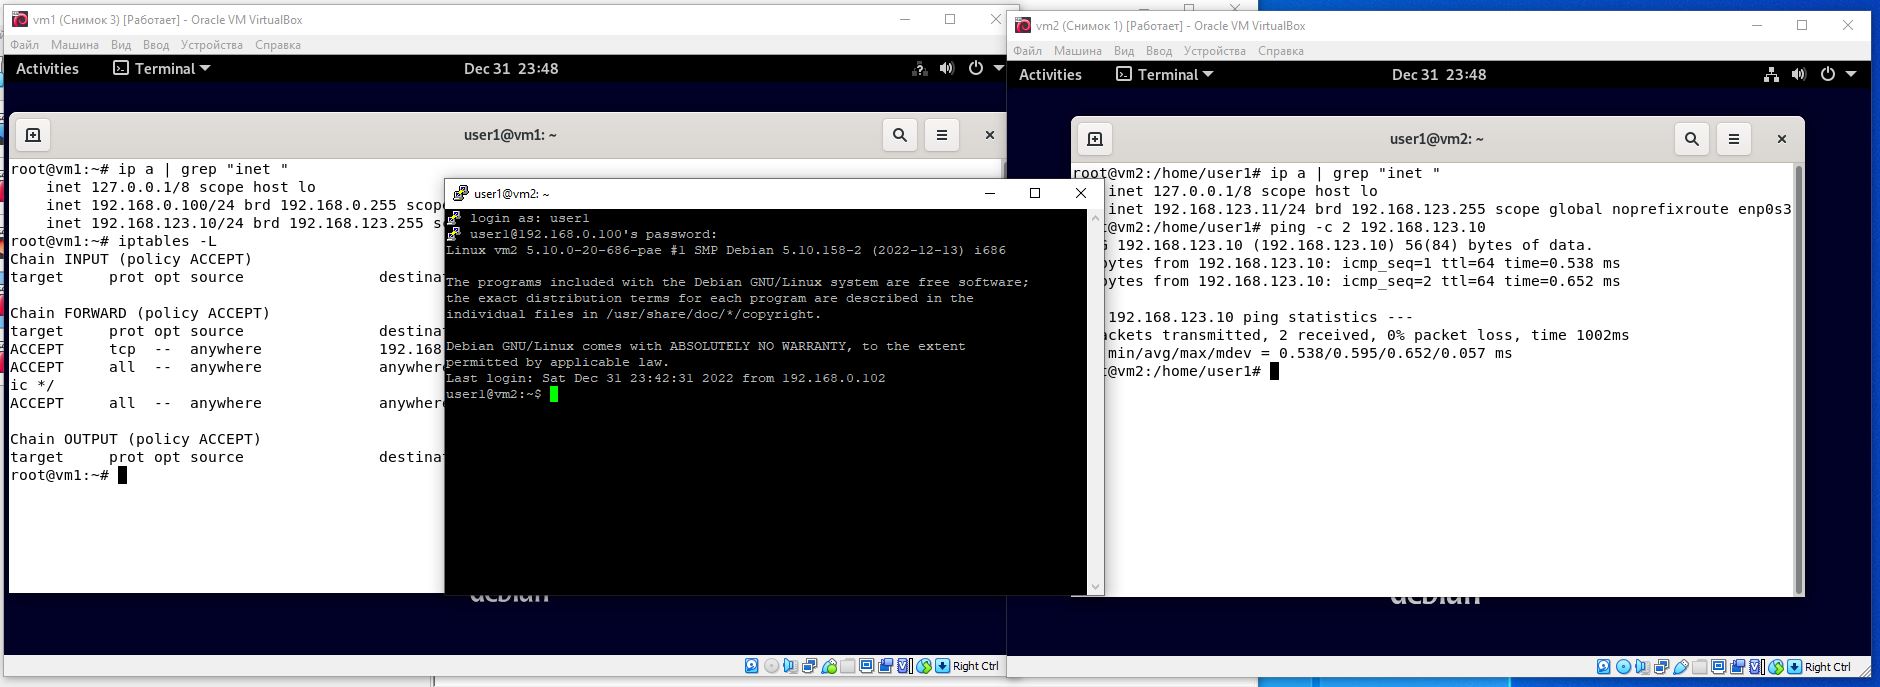 vm1 (Снимок 3) [Работает] - Oracle VM VirtualBox
Файл Машина Вид Ввод Устройства Справка
Activities Terminal Dec 31 23:48
user1@vm1: ~
root@vm1:~# ip a | grep "inet "
inet 127.0.0.1/8 scope host lo
inet 192.168.0.100/24 brd 192.168.0.255 scope
inet 192.168.123.10/24 brd 192.168.123.255
root@vm1:~# iptables -L
Chain INPUT (policy ACCEPT)
target prot opt source
Chain FORWARD (policy ACCEPT)
target prot opt source
ACCEPT tcp -- anywhere 192.168
ACCEPT all -- anywhere
ic */
ACCEPT all -- anywhere
Chain OUTPUT (policy ACCEPT)
target prot opt source
root@vm1:~#
Right Ctrl
user1@vm2: ~
login as: user1
user1@192.168.0.100's password:
Linux vm2 5.10.0-20-686-pae #1 SMP Debian 5.10.158-2 (2022-12-13) i686
The programs included with the Debian GNU/Linux system are free software;
the exact distribution terms for each program are described in the
individual files in /usr/share/doc/*/copyright.
Debian GNU/Linux comes with ABSOLUTELY NO WARRANTY, to the extent
permitted by applicable law.
Last login: Sat Dec 31 23:42:31 2022 from 192.168.0.102
user1@vm2:~$
vm2 (Снимок 1) [Работает] - Oracle VM VirtualBox
Файл Машина Вид Ввод Устройства Справка
Activities Terminal Dec 31 23:48
user1@vm2: ~
root@vm2:/home/user1# ip a | grep "inet "
inet 127.0.0.1/8 scope host lo
inet 192.168.123.11/24 brd 192.168.123.255 scope global noprefixroute enp0s3
t@vm2:/home/user1# ping -c 2 192.168.123.10
192.168.123.10 (192.168.123.10) 56(84) bytes of data.
bytes from 192.168.123.10: icmp_seq=1 ttl=64 time=0.538 ms
bytes from 192.168.123.10: icmp_seq=2 ttl=64 time=0.652 ms
192.168.123.10 ping statistics ---
ackets transmitted, 2 received, 0% packet loss, time 1002ms
min/avg/max/mdev = 0.538/0.595/0.652/0.057 ms
t@vm2:/home/user1#
Right Ctrl